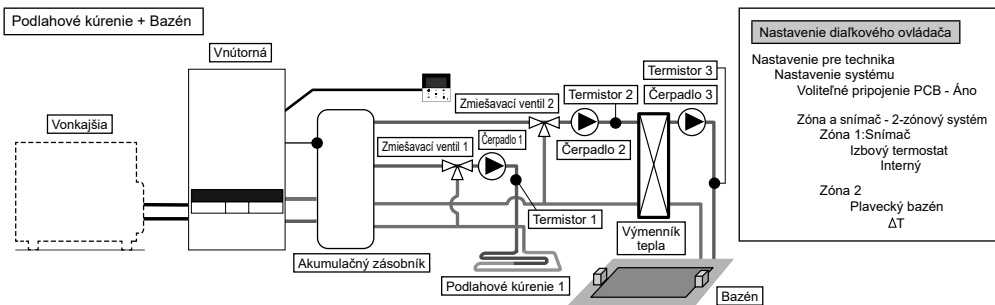 Podlahové kúrenie + Bazén
Vnútorná
Vonkajšia
Zmiešavací ventil 1
Čerpadlo 1
Zmiešavací ventil 2
Termistor 2
Čerpadlo 2
Termistor 3
Čerpadlo 3
Termistor 1
Akumulačný zásobník
Podlahové kúrenie 1
Výmenník
tepla
Bazén
Nastavenie diaľkového ovládača
Nastavenie pre technika
Nastavenie systému
Voliteľné pripojenie PCB - Áno
Zóna a snímač - 2-zónový systém
Zóna 1:Snímač
Izbový termostat
Interný
Zóna 2
Plavecký bazén
ΔT